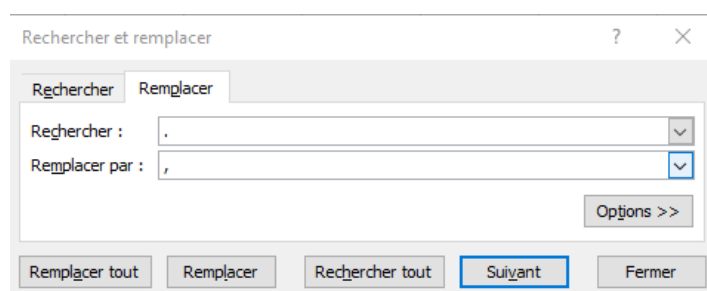 Rechercher et remplacer ?
Rechercher Remplacer
Rechercher : .
Remplacer par : ,
Options >>
Remplacer tout Remplacer Rechercher tout Suivant Fermer